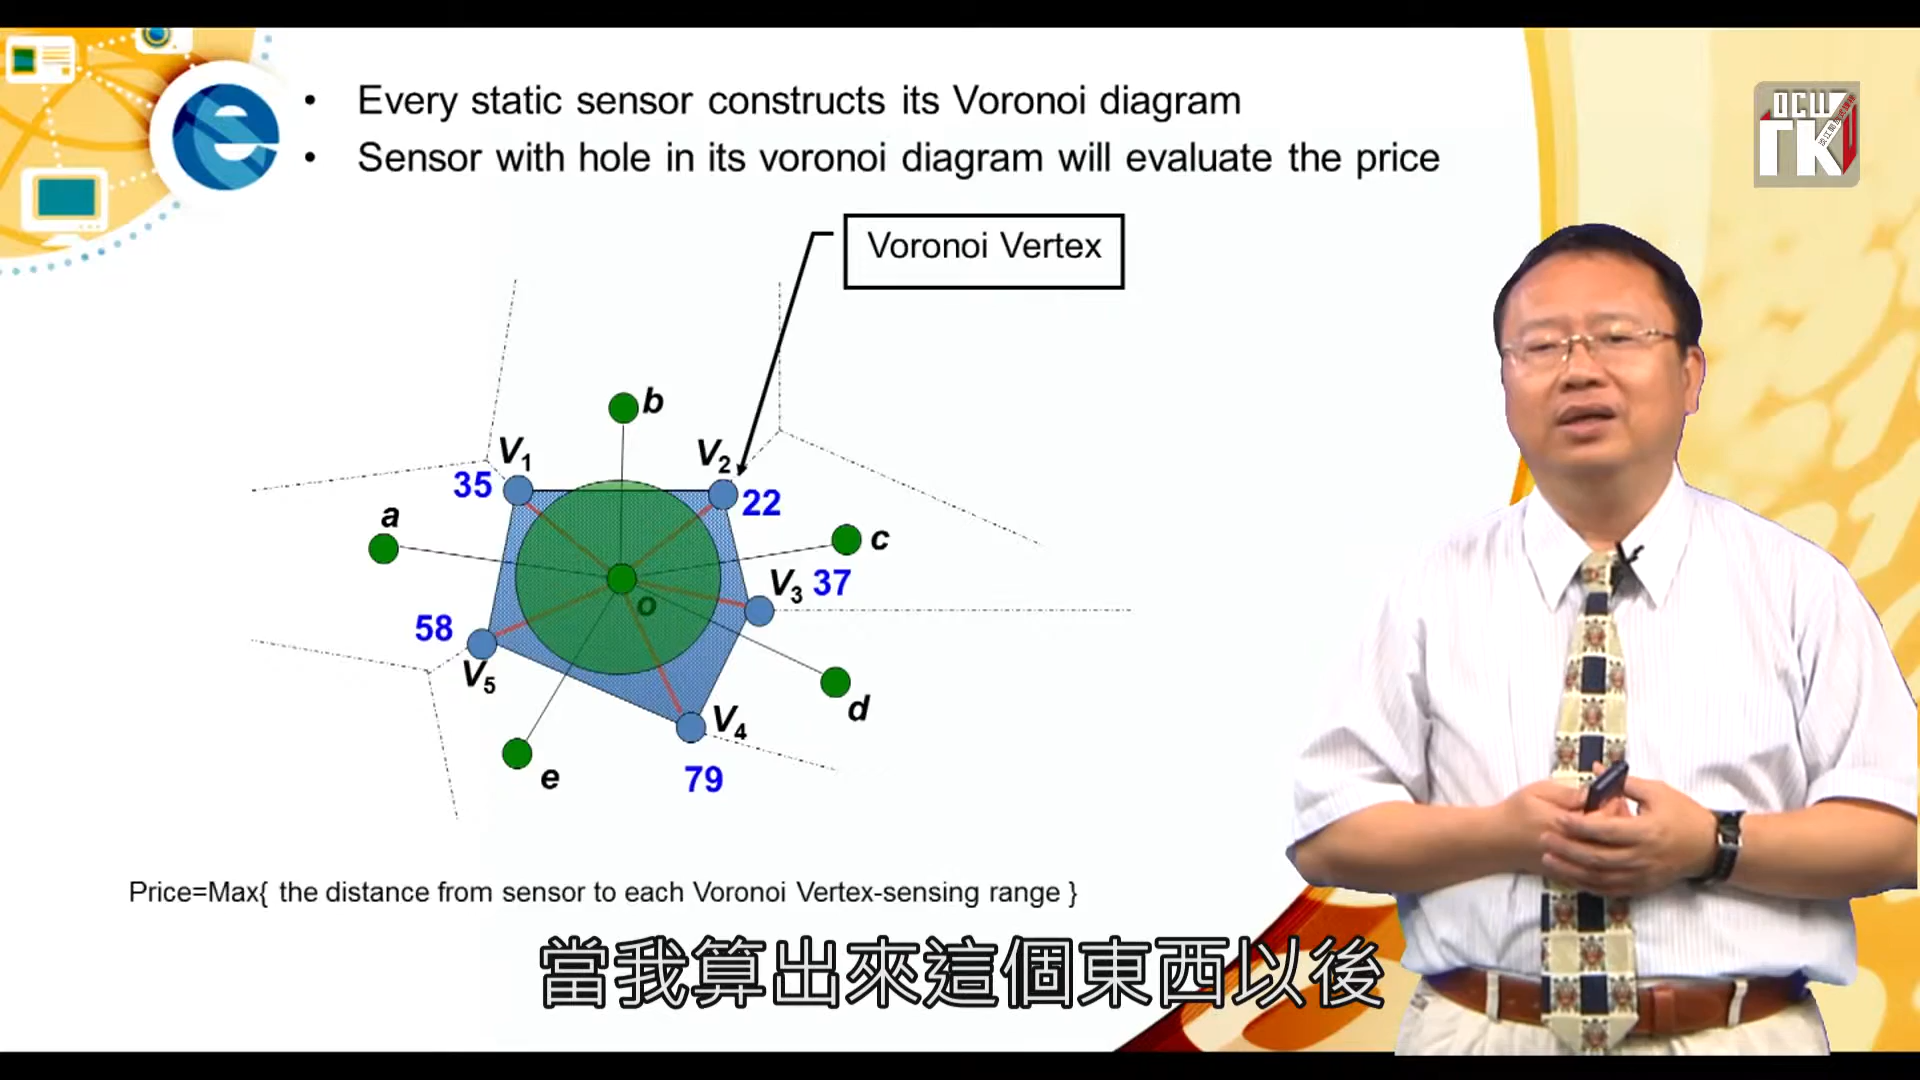 • Every static sensor constructs its Voronoi diagram
• Sensor with hole in its voronoi diagram will evaluate the price
OCW
TKU
Voronoi Vertex
b
V1
V2
35
22
a
c
V3 37
o
58
V5
d
V4
e
79
Price=Max{ the distance from sensor to each Voronoi Vertex-sensing range }
當我算出來這個東西以後